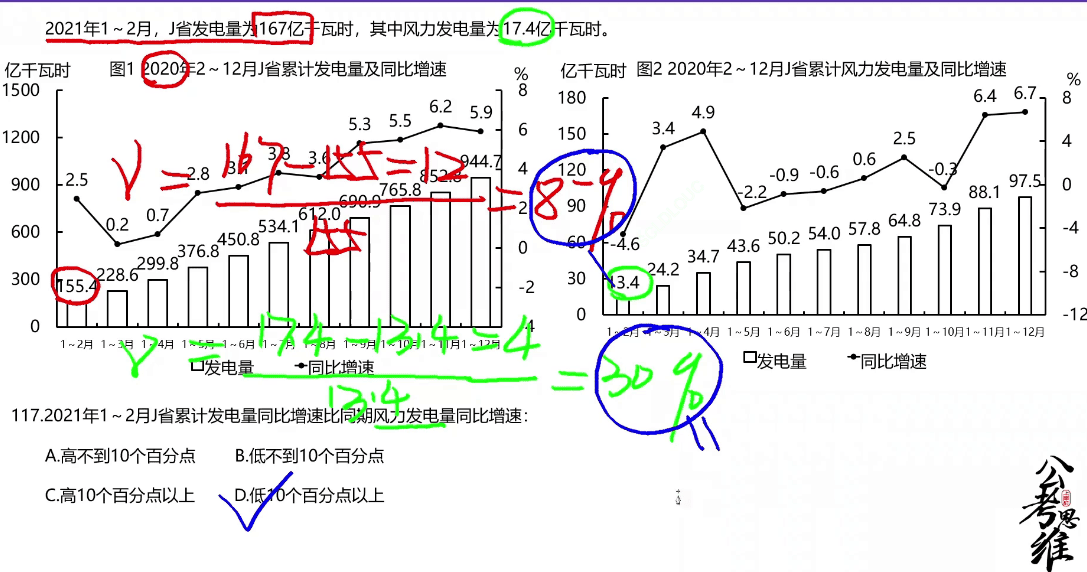 2021年1～2月，J省发电量为167亿千瓦时，其中风力发电量为17.4亿千瓦时。
亿千瓦时 图1 2020年2～12月J省累计发电量及同比增速 %
1500 1200 900 600 300 0
8 6 4 2 0 -2 -4
2.5 0.2 0.7 2.8 3.1 3.8 3.6 5.3 5.5 6.2 5.9
155.4 228.6 299.8 376.8 450.8 534.1 612.0 690.9 765.8 852.8 944.7
1～2月 1～3月 1～4月 1～5月 1～6月 1～7月 1～8月 1～9月 1～10月 1～11月 1～12月
发电量 同比增速
亿千瓦时 图2 2020年2～12月J省累计风力发电量及同比增速 %
180 150 120 90 60 30 0
8 4 0 -4 -8 -12
-4.6 3.4 4.9 -2.2 -0.9 -0.6 0.6 2.5 -0.3 6.4 6.7
13.4 24.2 34.7 43.6 50.2 54.0 57.8 64.8 73.9 88.1 97.5
1～2月 1～3月 1～4月 1～5月 1～6月 1～7月 1～8月 1～9月 1～10月 1～11月 1～12月
发电量 同比增速
r = 167-155=12
155
= 8-%
r = 17.4-13.4=4
13.4
= 30%
117.2021年1～2月J省累计发电量同比增速比同期风力发电量同比增速：
A.高不到10个百分点 B.低不到10个百分点
C.高10个百分点以上 D.低10个百分点以上
公考思维